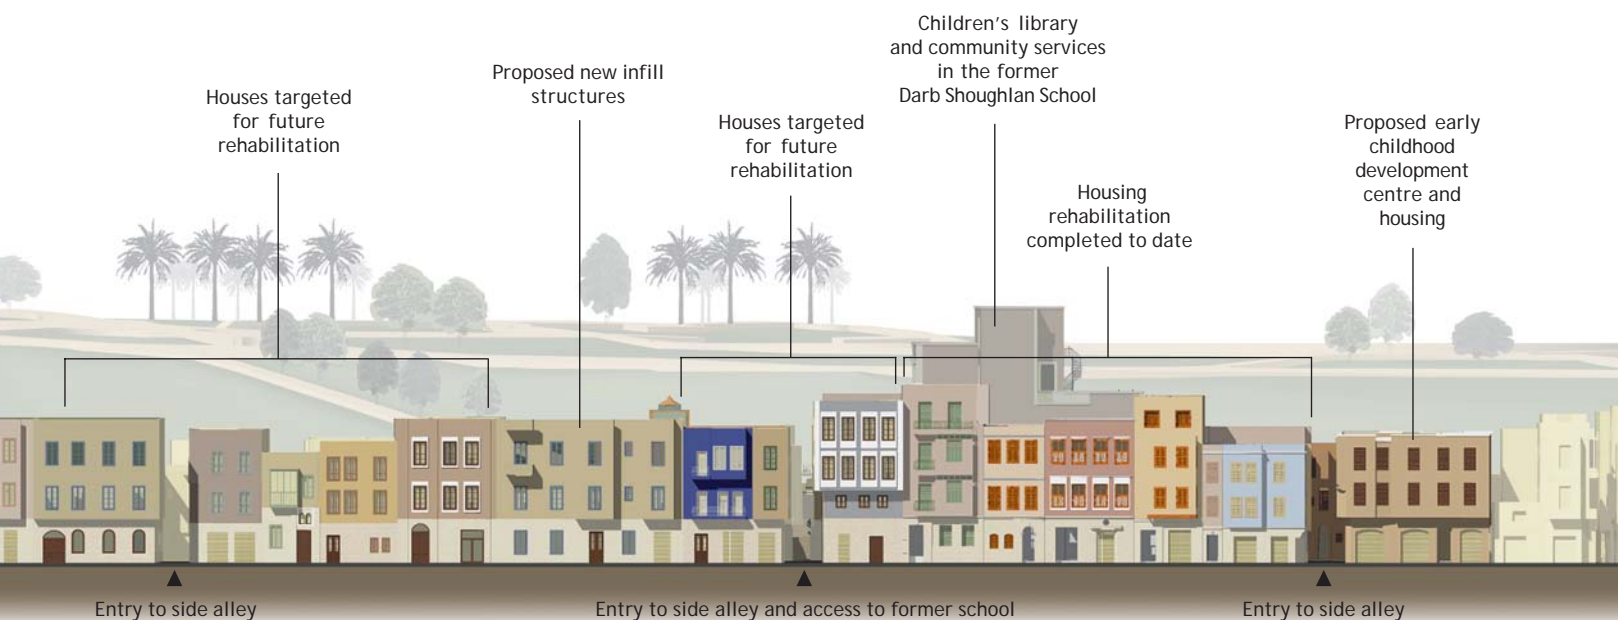 Children's library
and community services
in the former
Darb Shoughlan School
Proposed new infill
structures
Houses targeted
for future
rehabilitation
Houses targeted
for future
rehabilitation
Proposed early
childhood
development
centre and
housing
Housing
rehabilitation
completed to date
Entry to side alley
Entry to side alley and access to former school
Entry to side alley